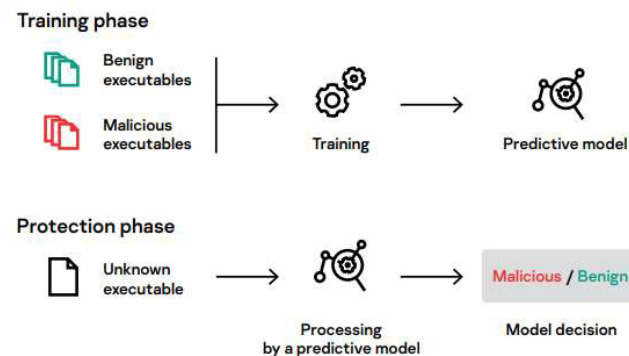 Training phase
Benign
executables
Malicious
executables
Training
Predictive model
Protection phase
Unknown
executable
Processing
by a predictive model
Malicious / Benign
Model decision